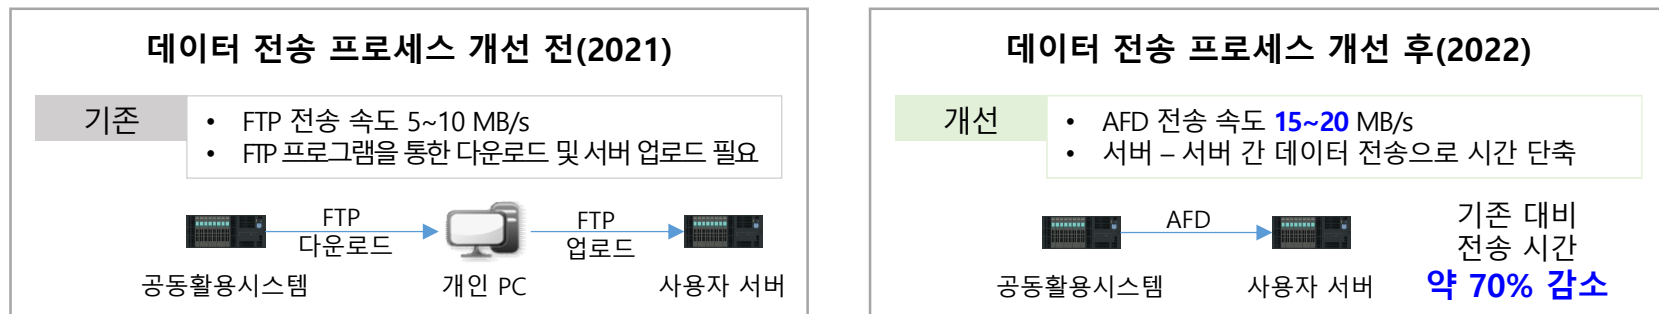 데이터 전송 프로세스 개선 전(2021)
기존
• FTP 전송 속도 5~10 MB/s
• FTP 프로그램을 통한 다운로드 및 서버 업로드 필요
FTP
다운로드
FTP
업로드
공동활용시스템
개인 PC
사용자 서버
데이터 전송 프로세스 개선 후(2022)
개선
• AFD 전송 속도 15~20 MB/s
• 서버 – 서버 간 데이터 전송으로 시간 단축
AFD
공동활용시스템
사용자 서버
기존 대비
전송 시간
약 70% 감소